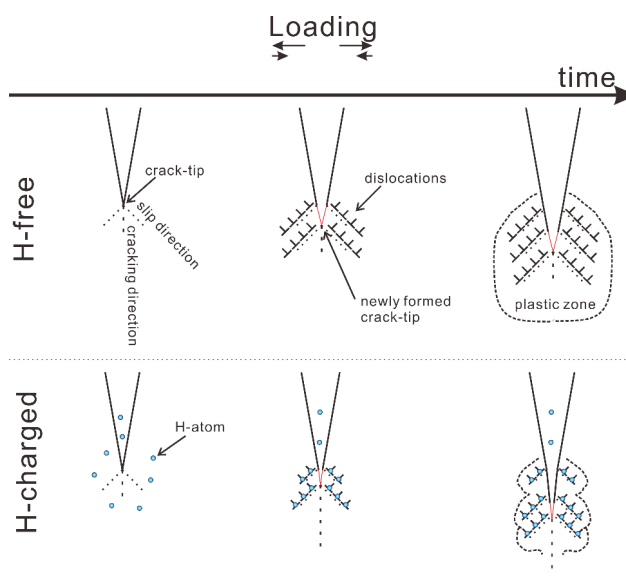 Loading
time
H-free
crack-tip
slip direction
cracking direction
dislocations
newly formed
crack-tip
plastic zone
H-charged
H-atom